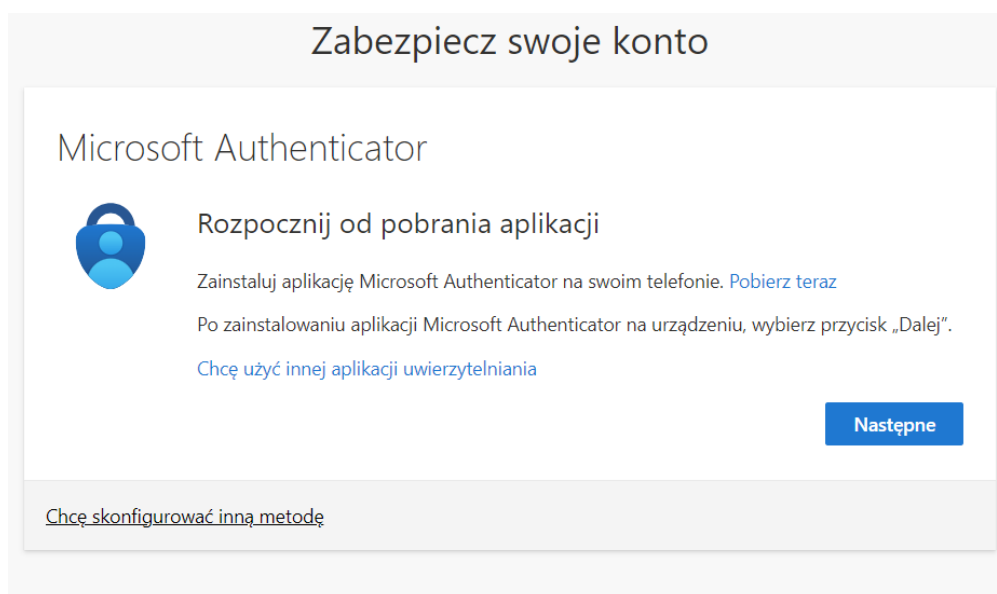 Zabezpiecz swoje konto
Microsoft Authenticator
Rozpocznij od pobrania aplikacji
Zainstaluj aplikację Microsoft Authenticator na swoim telefonie. Pobierz teraz
Po zainstalowaniu aplikacji Microsoft Authenticator na urządzeniu, wybierz przycisk „Dalej”.
Chcę użyć innej aplikacji uwierzytelniania
Następne
Chcę skonfigurować inną metodę